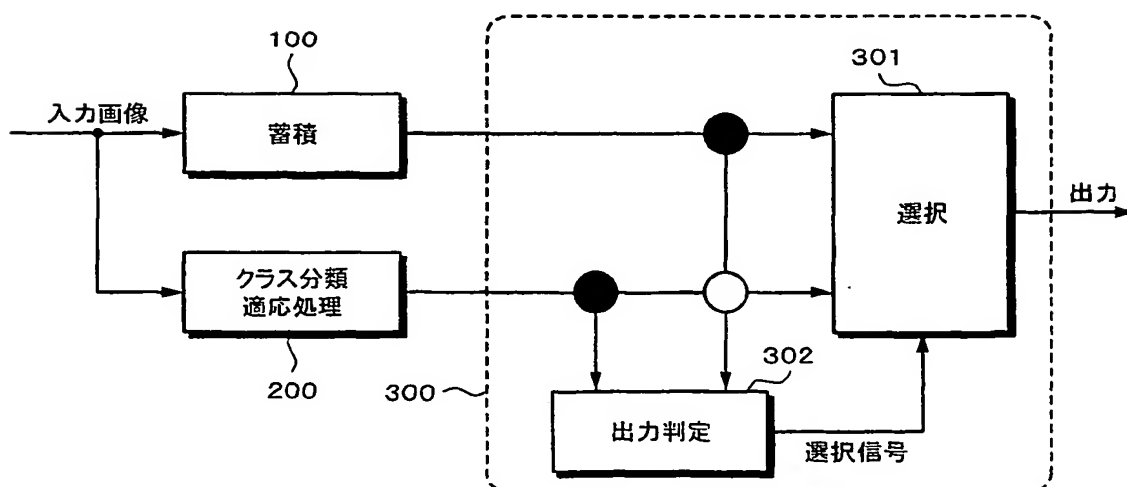 100
入力画像
蓄積
301
選択
出力
クラス分類
適応処理
200
300
302
出力判定
選択信号